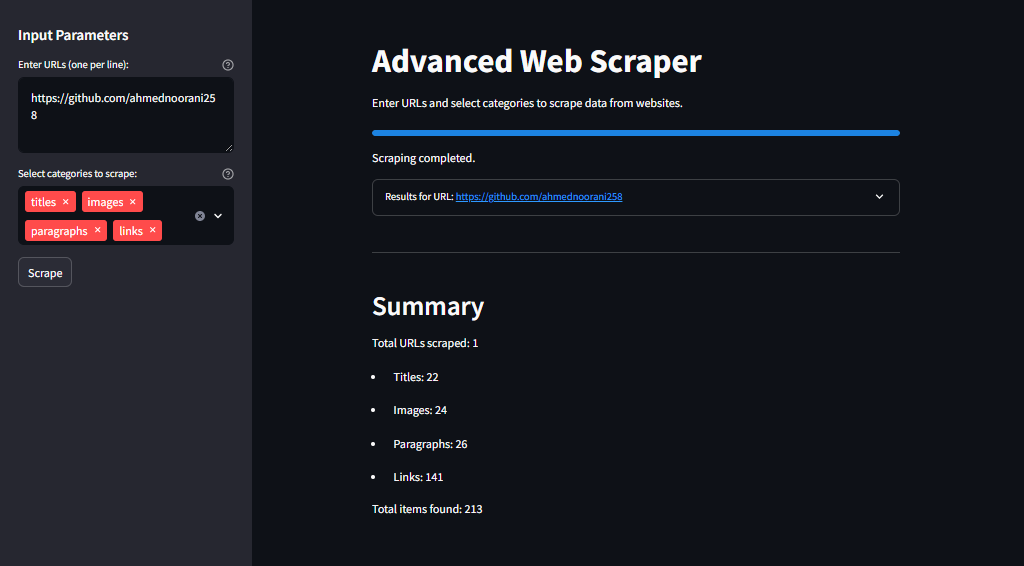 Input Parameters
Enter URLs (one per line):
https://github.com/ahmednoorani25
8
Select categories to scrape:
titles × images ×
paragraphs × links ×
Scrape
Advanced Web Scraper
Enter URLs and select categories to scrape data from websites.
Scraping completed.
Results for URL: https://github.com/ahmednoorani258
Summary
Total URLs scraped: 1
• Titles: 22
• Images: 24
• Paragraphs: 26
• Links: 141
Total items found: 213